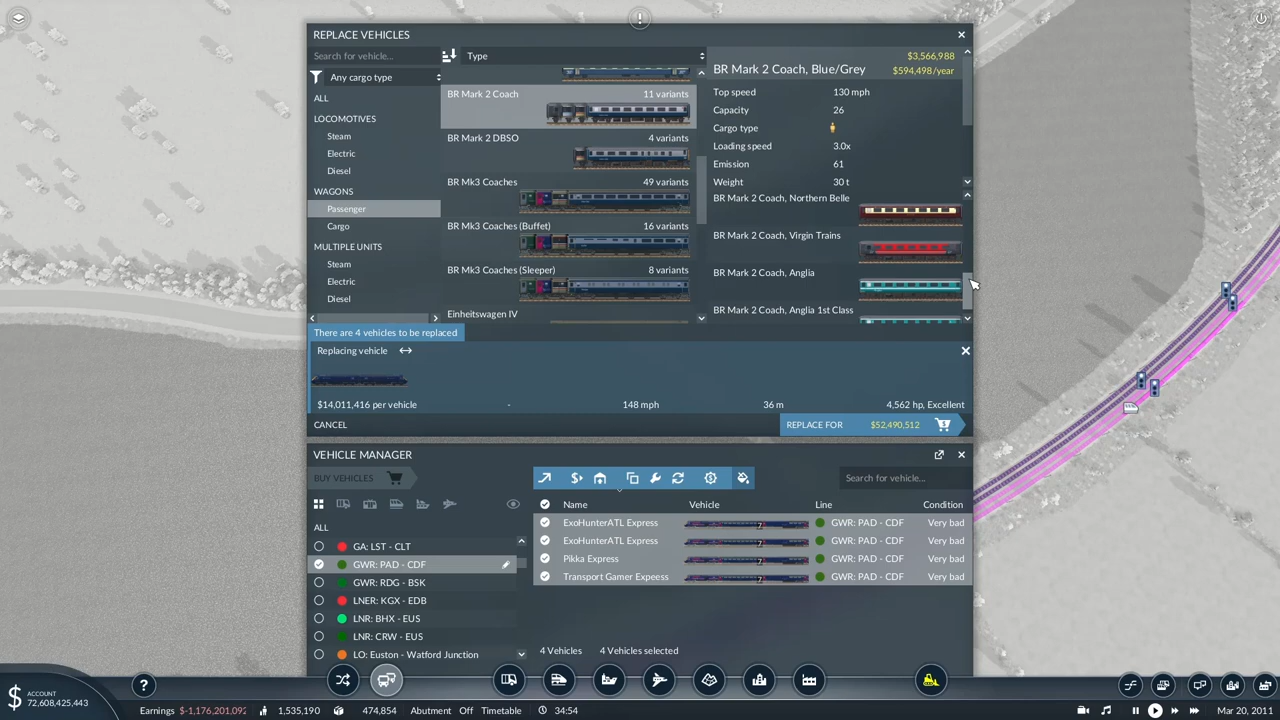 REPLACE VEHICLES
Search for vehicle...
Type
Any cargo type
ALL
LOCOMOTIVES
Steam
Electric
Diesel
WAGONS
Passenger
Cargo
MULTIPLE UNITS
Steam
Electric
Diesel
BR Mark 2 Coach 11 variants
BR Mark 2 DBSO 4 variants
BR Mk3 Coaches 49 variants
BR Mk3 Coaches (Buffet) 16 variants
BR Mk3 Coaches (Sleeper) 8 variants
Einheitswagen IV
$3,566,988
BR Mark 2 Coach, Blue/Grey $594,498/year
Top speed 130 mph
Capacity 26
Cargo type
Loading speed 3.0x
Emission 61
Weight 30 t
BR Mark 2 Coach, Northern Belle
BR Mark 2 Coach, Virgin Trains
BR Mark 2 Coach, Anglia
BR Mark 2 Coach, Anglia 1st Class
There are 4 vehicles to be replaced
Replacing vehicle
$14,011,416 per vehicle - 148 mph 36 m 4,562 hp, Excellent
CANCEL REPLACE FOR $52,490,512
VEHICLE MANAGER
BUY VEHICLES Search for vehicle...
ALL
GA: LST - CLT
GWR: PAD - CDF
GWR: RDG - BSK
LNER: KGX - EDB
LNR: BHX - EUS
LNR: CRW - EUS
LO: Euston - Watford Junction
Name Vehicle Line Condition
ExoHunterATL Express GWR: PAD - CDF Very bad
ExoHunterATL Express GWR: PAD - CDF Very bad
Pikka Express GWR: PAD - CDF Very bad
Transport Gamer Expeess GWR: PAD - CDF Very bad
4 Vehicles 4 Vehicles selected
$ ACCOUNT
72,608,425,443
?
Earnings $-1,176,201,092 1,535,190 474,854 Abutment Off Timetable 34:54 Mar 20, 2011